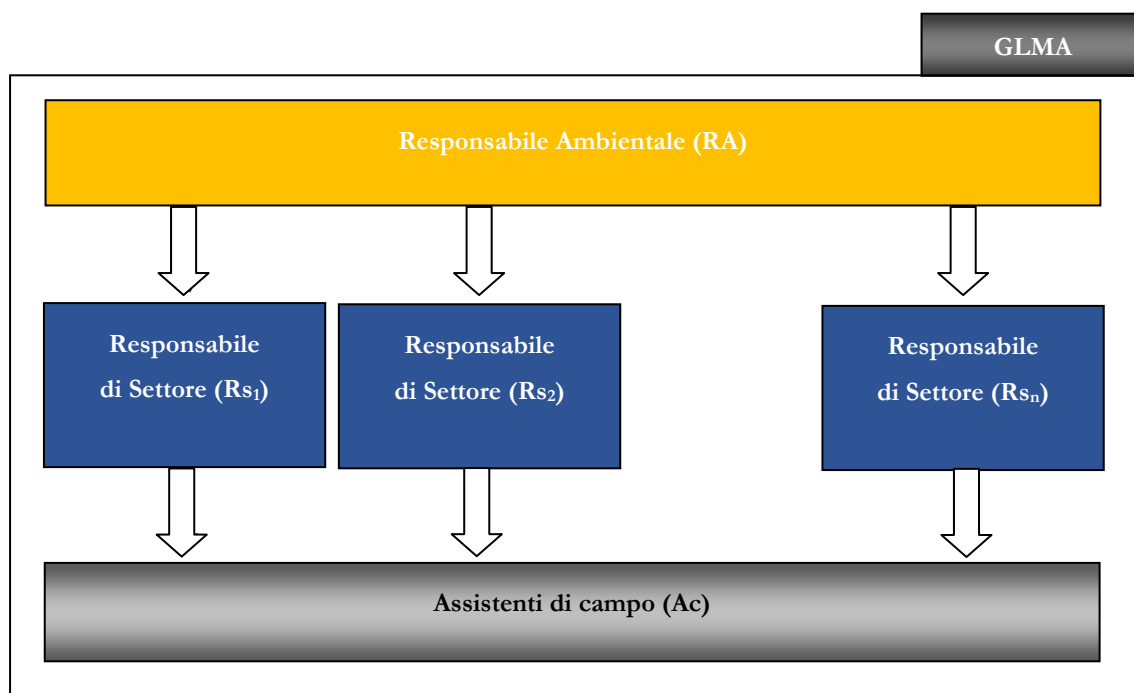 GLMA
Responsabile Ambientale (RA)
Responsabile
di Settore (Rs₁)
Responsabile
di Settore (Rs₂)
Responsabile
di Settore (Rsₙ)
Assistenti di campo (Ac)